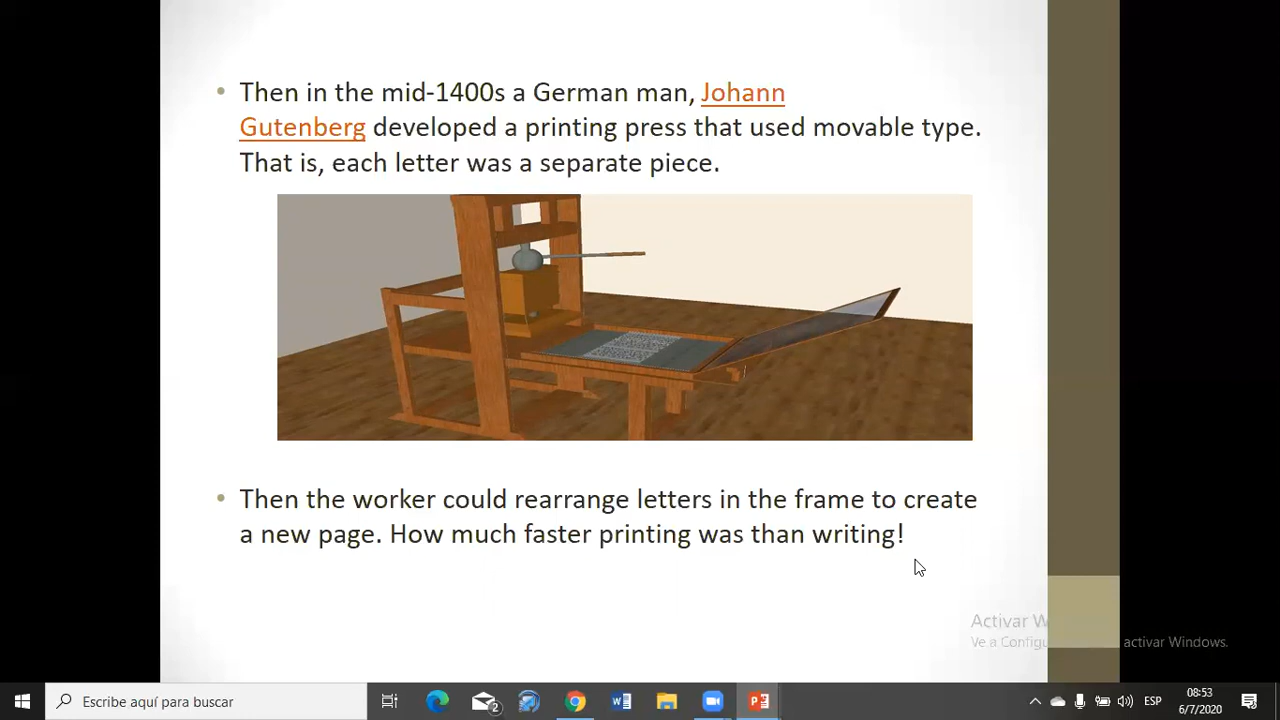 • Then in the mid-1400s a German man, Johann
Gutenberg developed a printing press that used movable type.
That is, each letter was a separate piece.
• Then the worker could rearrange letters in the frame to create
a new page. How much faster printing was than writing!
Activar W
Ve a Configu activar Windows.
Escribe aquí para buscar
2
ESP
08:53
6/7/2020